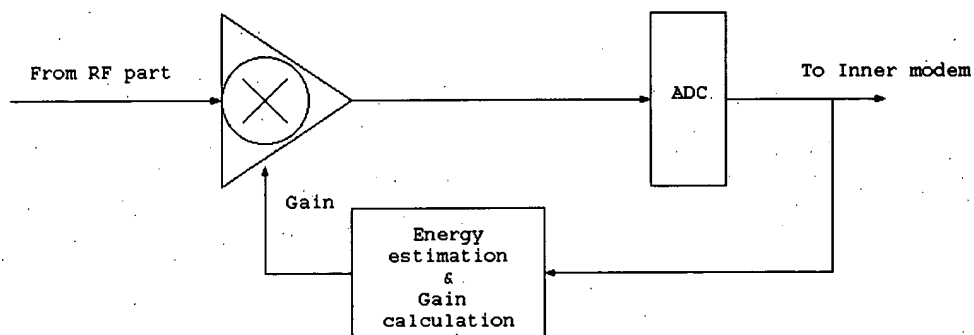 From RF part
ADC
To Inner modem
Gain
Energy
estimation
&
Gain
calculation